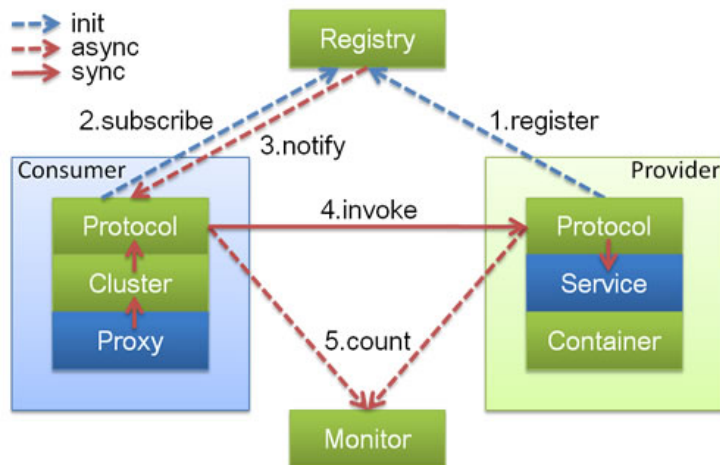 init
async
sync
Registry
2.subscribe
1.register
3.notify
Consumer
Provider
Protocol
4.invoke
Protocol
Cluster
Service
Proxy
5.count
Container
Monitor